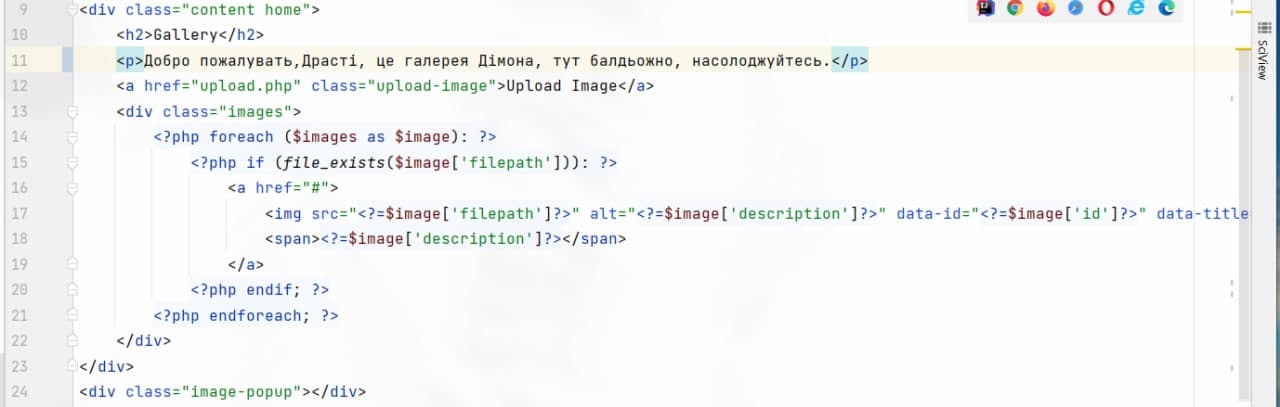 9 <div class="content home">
10 <h2>Gallery</h2>
11 <p>Добро пожалувать,Драсті, це галерея Дімона, тут балдьожно, насолоджуйтесь.</p>
12 <a href="upload.php" class="upload-image">Upload Image</a>
13 <div class="images">
14 <?php foreach ($images as $image): ?>
15 <?php if (file_exists($image['filepath'])): ?>
16 <a href="#">
17 <img src="<?=$image['filepath']?>" alt="<?=$image['description']?>" data-id="<?=$image['id']?>" data-title
18 <span><?=$image['description']?></span>
19 </a>
20 <?php endif; ?>
21 <?php endforeach; ?>
22 </div>
23 </div>
24 <div class="image-popup"></div>
SciView